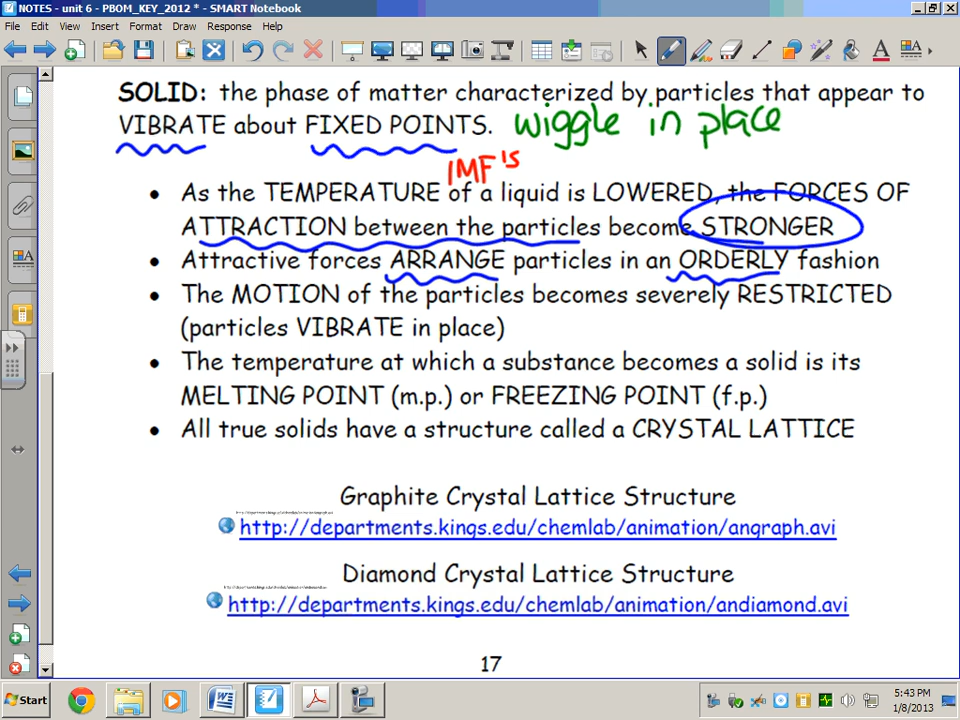 NOTES - unit 6 - PBOM_KEY_2012 * - SMART Notebook
File Edit View Insert Format Draw Response Help
SOLID: the phase of matter characterized by particles that appear to
VIBRATE about FIXED POINTS. wiggle in place
IMF's
• As the TEMPERATURE of a liquid is LOWERED, the FORCES OF
ATTRACTION between the particles become STRONGER
• Attractive forces ARRANGE particles in an ORDERLY fashion
• The MOTION of the particles becomes severely RESTRICTED
(particles VIBRATE in place)
• The temperature at which a substance becomes a solid is its
MELTING POINT (m.p.) or FREEZING POINT (f.p.)
• All true solids have a structure called a CRYSTAL LATTICE
Graphite Crystal Lattice Structure
http://departments.kings.edu/chemlab/animation/angraph.avi
Diamond Crystal Lattice Structure
http://departments.kings.edu/chemlab/animation/andiamond.avi
17
Start
5:43 PM
1/8/2013